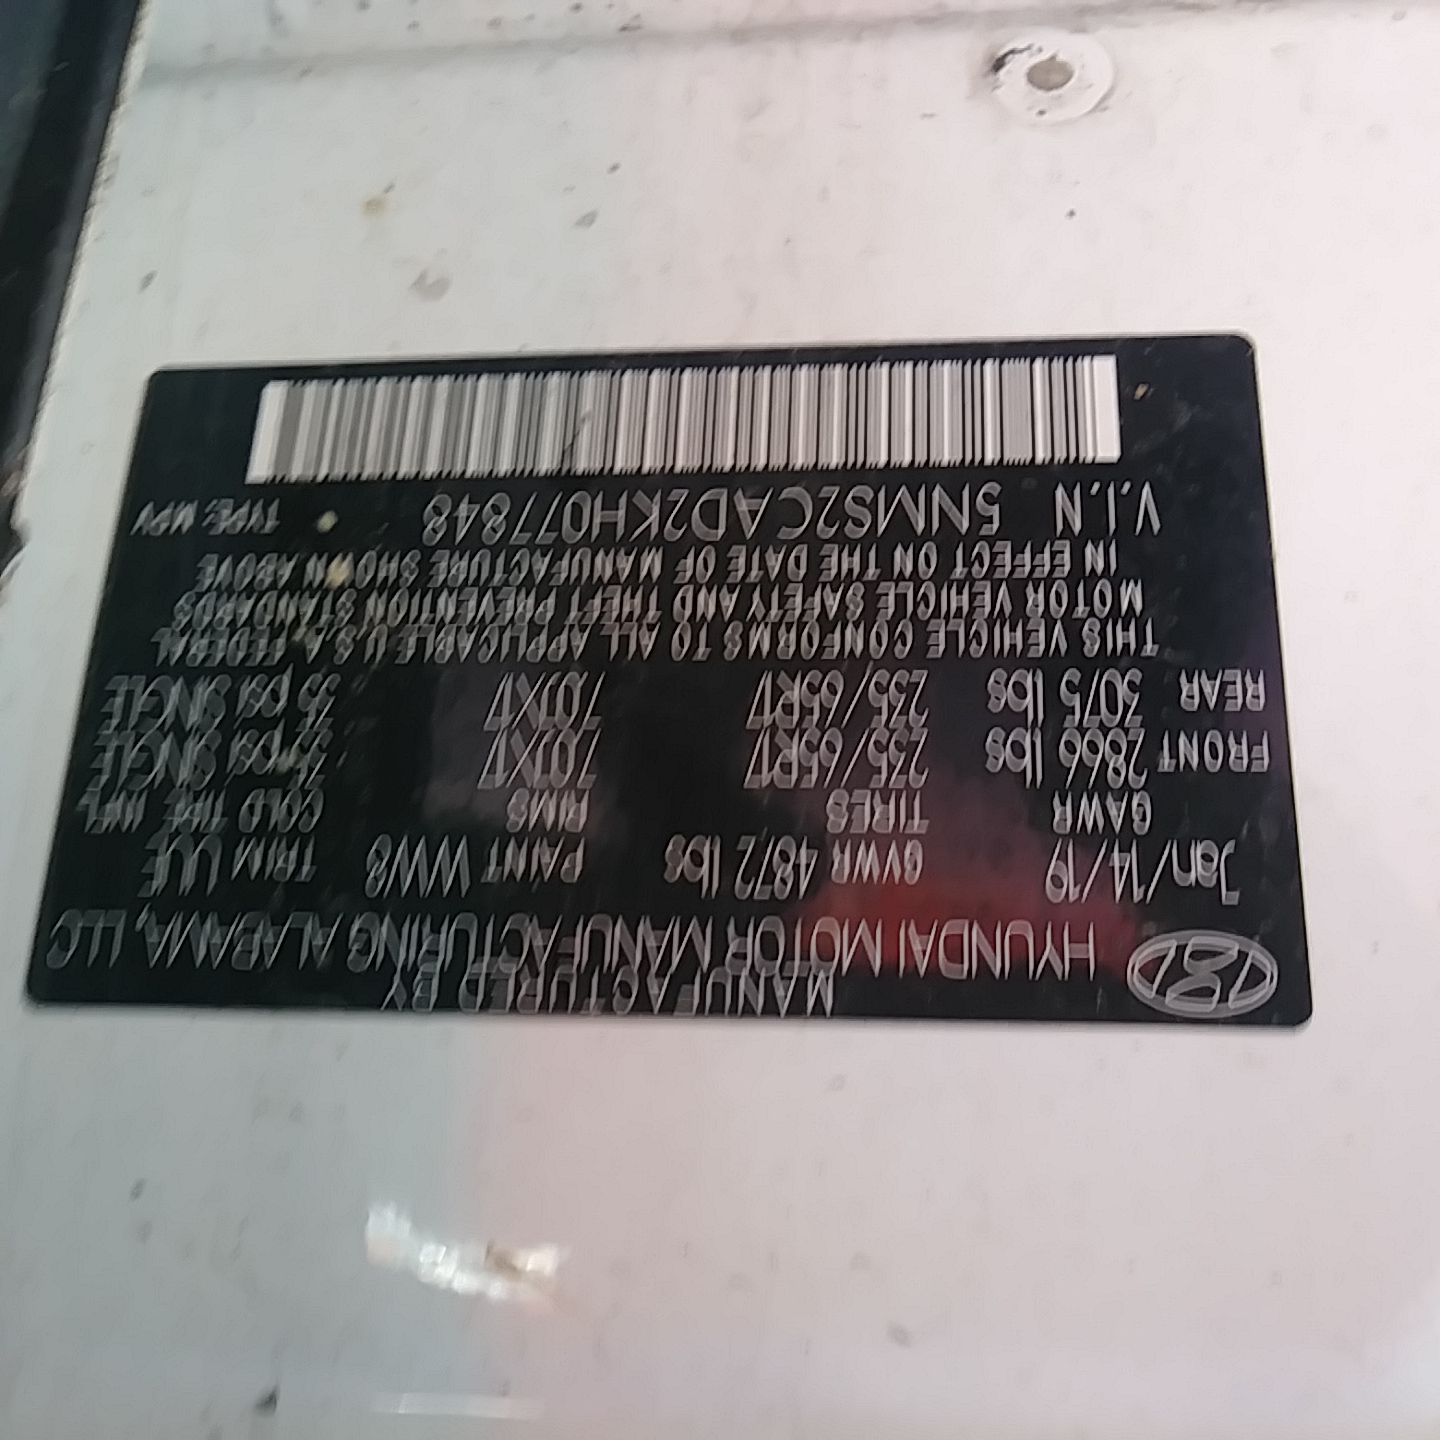 MANUFACTURED BY
HYUNDAI MOTOR MANUFACTURING ALABAMA, LLC
Jan/14/19 GVWR 4872 lbs PAINT WW8 TRIM UUE
GAWR TIRES RIMS COLD TIRE INFL
FRONT 2866 lbs 235/65R17 7.0JX17 35 psi SINGLE
REAR 3075 lbs 235/65R17 7.0JX17 35 psi SINGLE
THIS VEHICLE CONFORMS TO ALL APPLICABLE U.S.A FEDERAL
MOTOR VEHICLE SAFETY AND THEFT PREVENTION STANDARDS
IN EFFECT ON THE DATE OF MANUFACTURE SHOWN ABOVE
V.I.N 5NMS2CAD2KH077848 TYPE: MPV